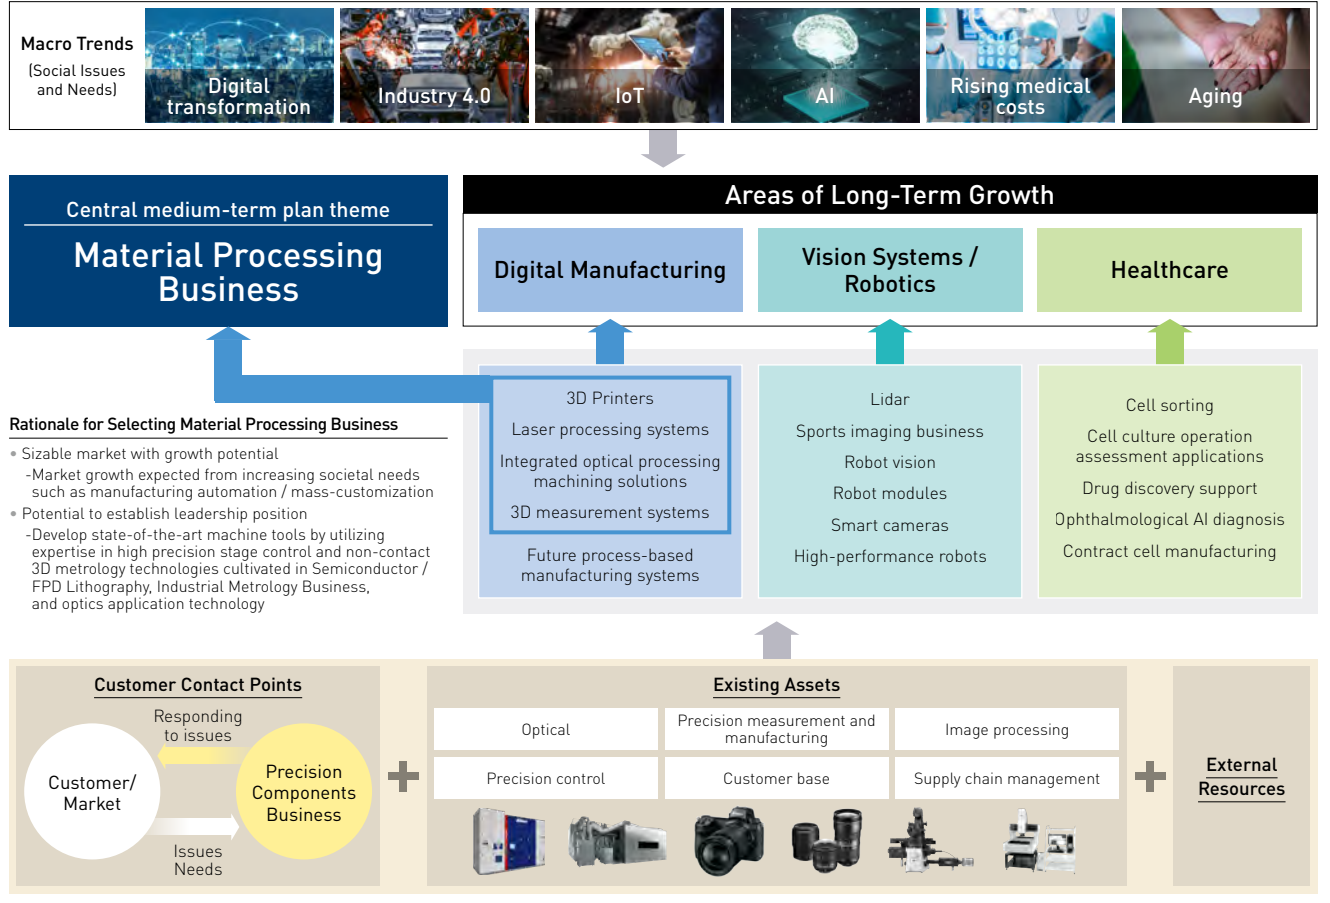 Macro Trends
(Social Issues
and Needs)
Digital
transformation
Industry 4.0
IoT
AI
Rising medical
costs
Aging
Central medium-term plan theme
Material Processing
Business
Areas of Long-Term Growth
Digital Manufacturing
Vision Systems /
Robotics
Healthcare
Rationale for Selecting Material Processing Business
• Sizable market with growth potential
-Market growth expected from increasing societal needs
such as manufacturing automation / mass-customization
• Potential to establish leadership position
-Develop state-of-the-art machine tools by utilizing
expertise in high precision stage control and non-contact
3D metrology technologies cultivated in Semiconductor /
FPD Lithography, Industrial Metrology Business,
and optics application technology
3D Printers
Laser processing systems
Integrated optical processing
machining solutions
3D measurement systems
Future process-based
manufacturing systems
Lidar
Sports imaging business
Robot vision
Robot modules
Smart cameras
High-performance robots
Cell sorting
Cell culture operation
assessment applications
Drug discovery support
Ophthalmological AI diagnosis
Contract cell manufacturing
Customer Contact Points
Responding
to issues
Customer/
Market
Precision
Components
Business
Issues
Needs
Existing Assets
Optical
Precision measurement and
manufacturing
Image processing
Precision control
Customer base
Supply chain management
External
Resources